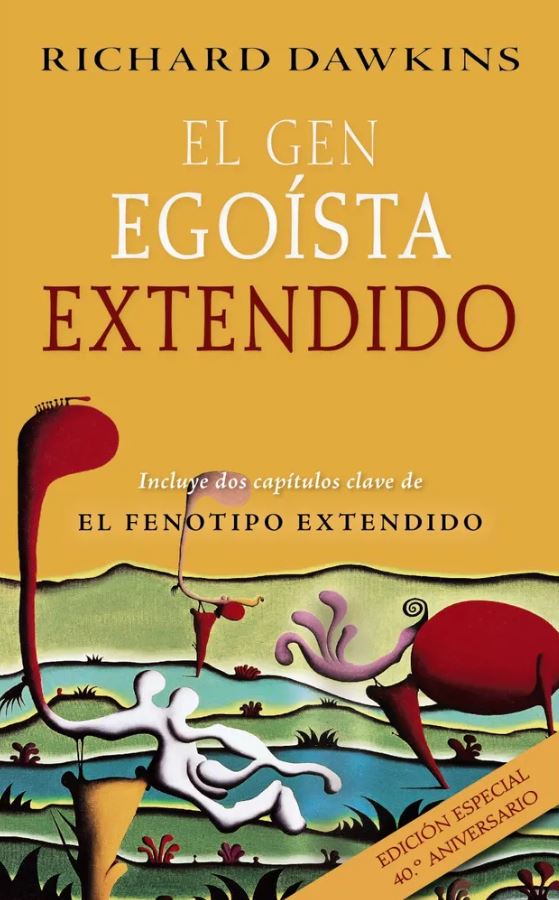 RICHARD DAWKINS
EL GEN
EGOÍSTA
EXTENDIDO
Incluye dos capítulos clave de
EL FENOTIPO EXTENDIDO
EDICIÓN ESPECIAL
40.º ANIVERSARIO